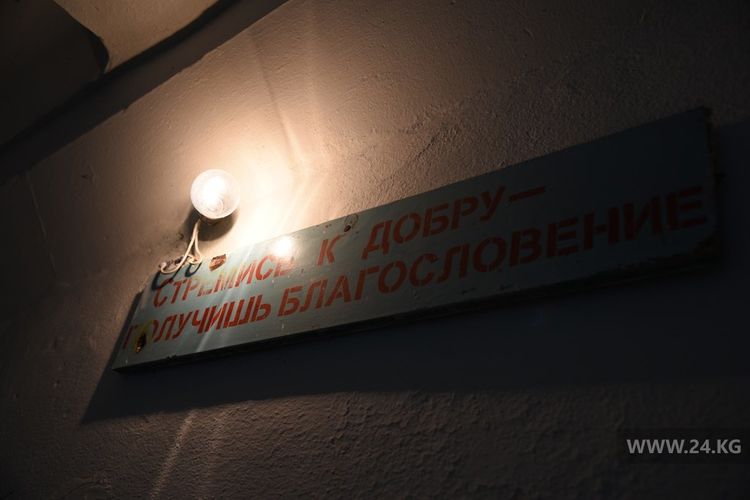 СТРЕМИСЬ К ДОБРУ —
ПОЛУЧИШЬ БЛАГОСЛОВЕНИЕ
WWW.24.KG